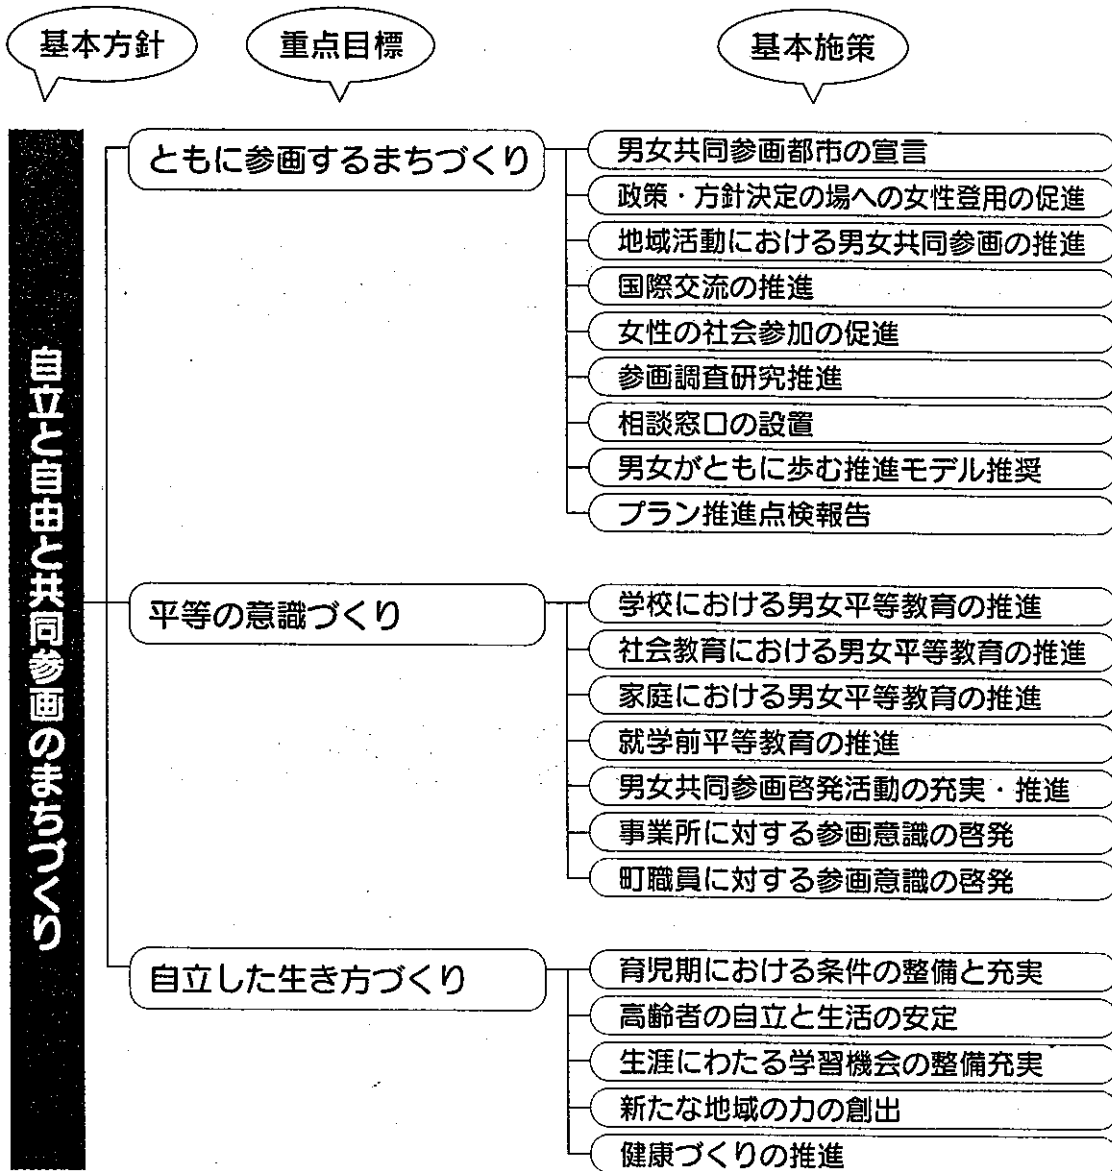 基本方針
重点目標
基本施策
自立と自由と共同参画のまちづくり
ともに参画するまちづくり
男女共同参画都市の宣言
政策・方針決定の場への女性登用の促進
地域活動における男女共同参画の推進
国際交流の推進
女性の社会参加の促進
参画調査研究推進
相談窓口の設置
男女がともに歩む推進モデル推奨
プラン推進点検報告
平等の意識づくり
学校における男女平等教育の推進
社会教育における男女平等教育の推進
家庭における男女平等教育の推進
就学前平等教育の推進
男女共同参画啓発活動の充実・推進
事業所に対する参画意識の啓発
町職員に対する参画意識の啓発
自立した生き方づくり
育児期における条件の整備と充実
高齢者の自立と生活の安定
生涯にわたる学習機会の整備充実
新たな地域の力の創出
健康づくりの推進